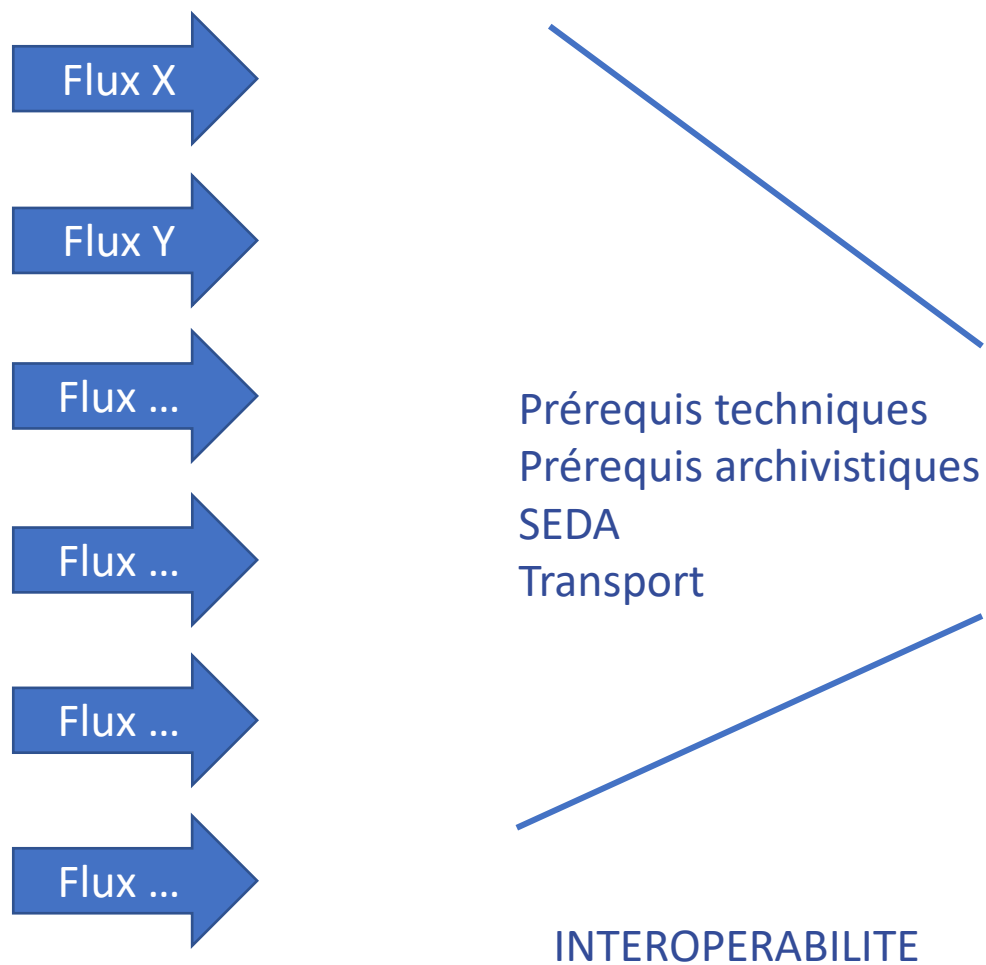 Flux X
Flux Y
Flux ...
Flux ...
Flux ...
Flux ...
Prérequis techniques
Prérequis archivistiques
SEDA
Transport
INTEROPERABILITE